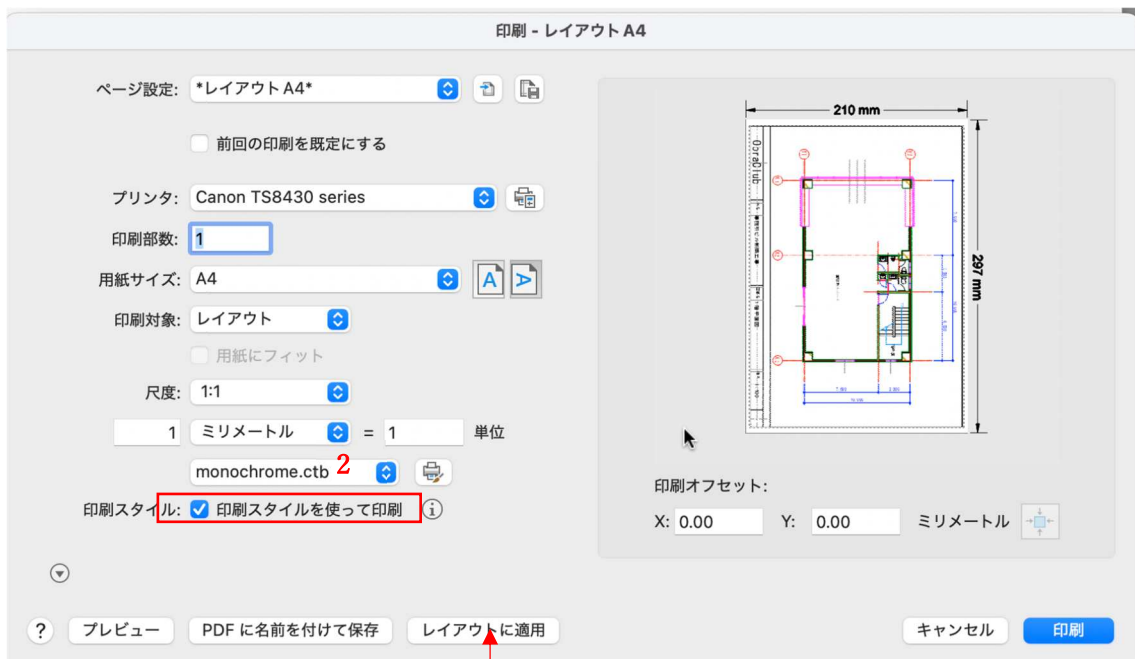 印刷 - レイアウト A4
ページ設定: *レイアウト A4*
前回の印刷を既定にする
プリンタ: Canon TS8430 series
印刷部数: 1
用紙サイズ: A4
印刷対象: レイアウト
用紙にフィット
尺度: 1:1
1 ミリメートル = 1 単位
monochrome.ctb 2
印刷スタイル: 印刷スタイルを使って印刷
210 mm
297 mm
印刷オフセット:
X: 0.00 Y: 0.00 ミリメートル
? プレビュー PDF に名前を付けて保存 レイアウトに適用 キャンセル 印刷